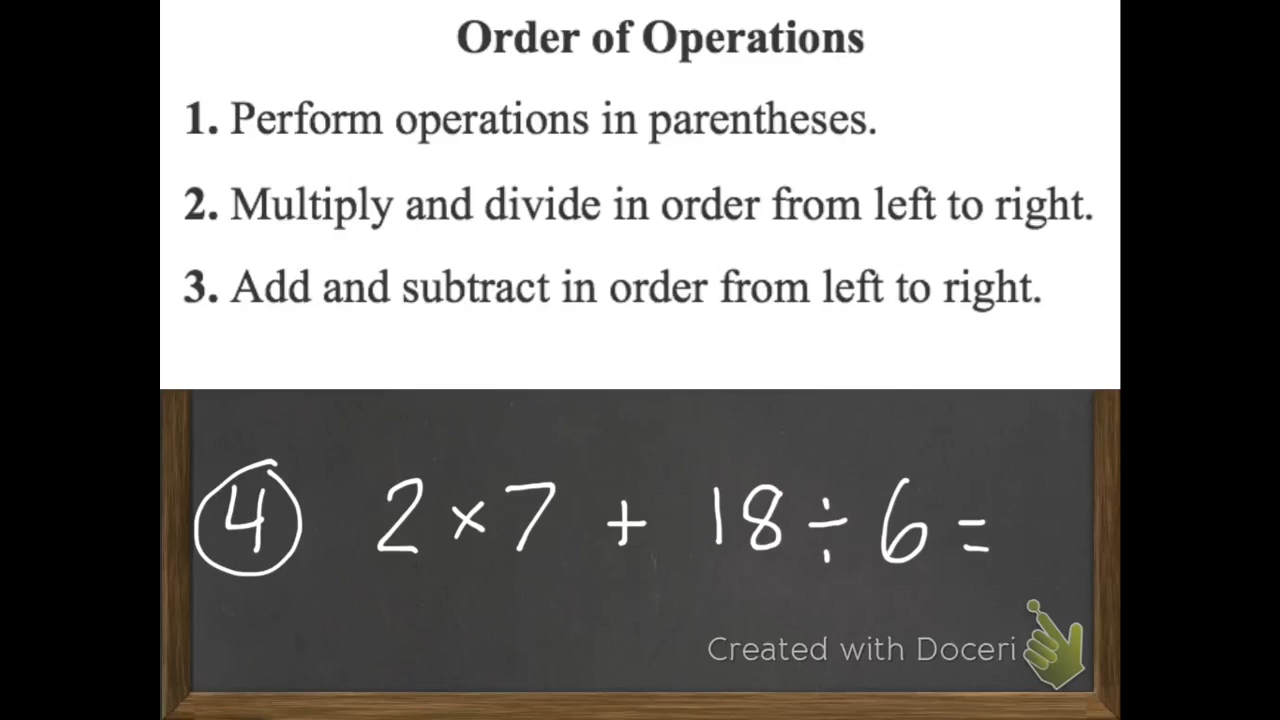 Order of Operations
1. Perform operations in parentheses.
2. Multiply and divide in order from left to right.
3. Add and subtract in order from left to right.
4 2 × 7 + 18 ÷ 6 =
Created with Doceri